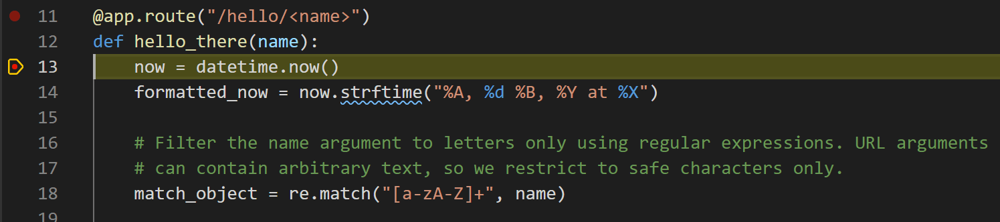 11 @app.route("/hello/<name>")
12 def hello_there(name):
13 now = datetime.now()
14 formatted_now = now.strftime("%A, %d %B, %Y at %X")
15
16 # Filter the name argument to letters only using regular expressions. URL arguments
17 # can contain arbitrary text, so we restrict to safe characters only.
18 match_object = re.match("[a-zA-Z]+", name)
19